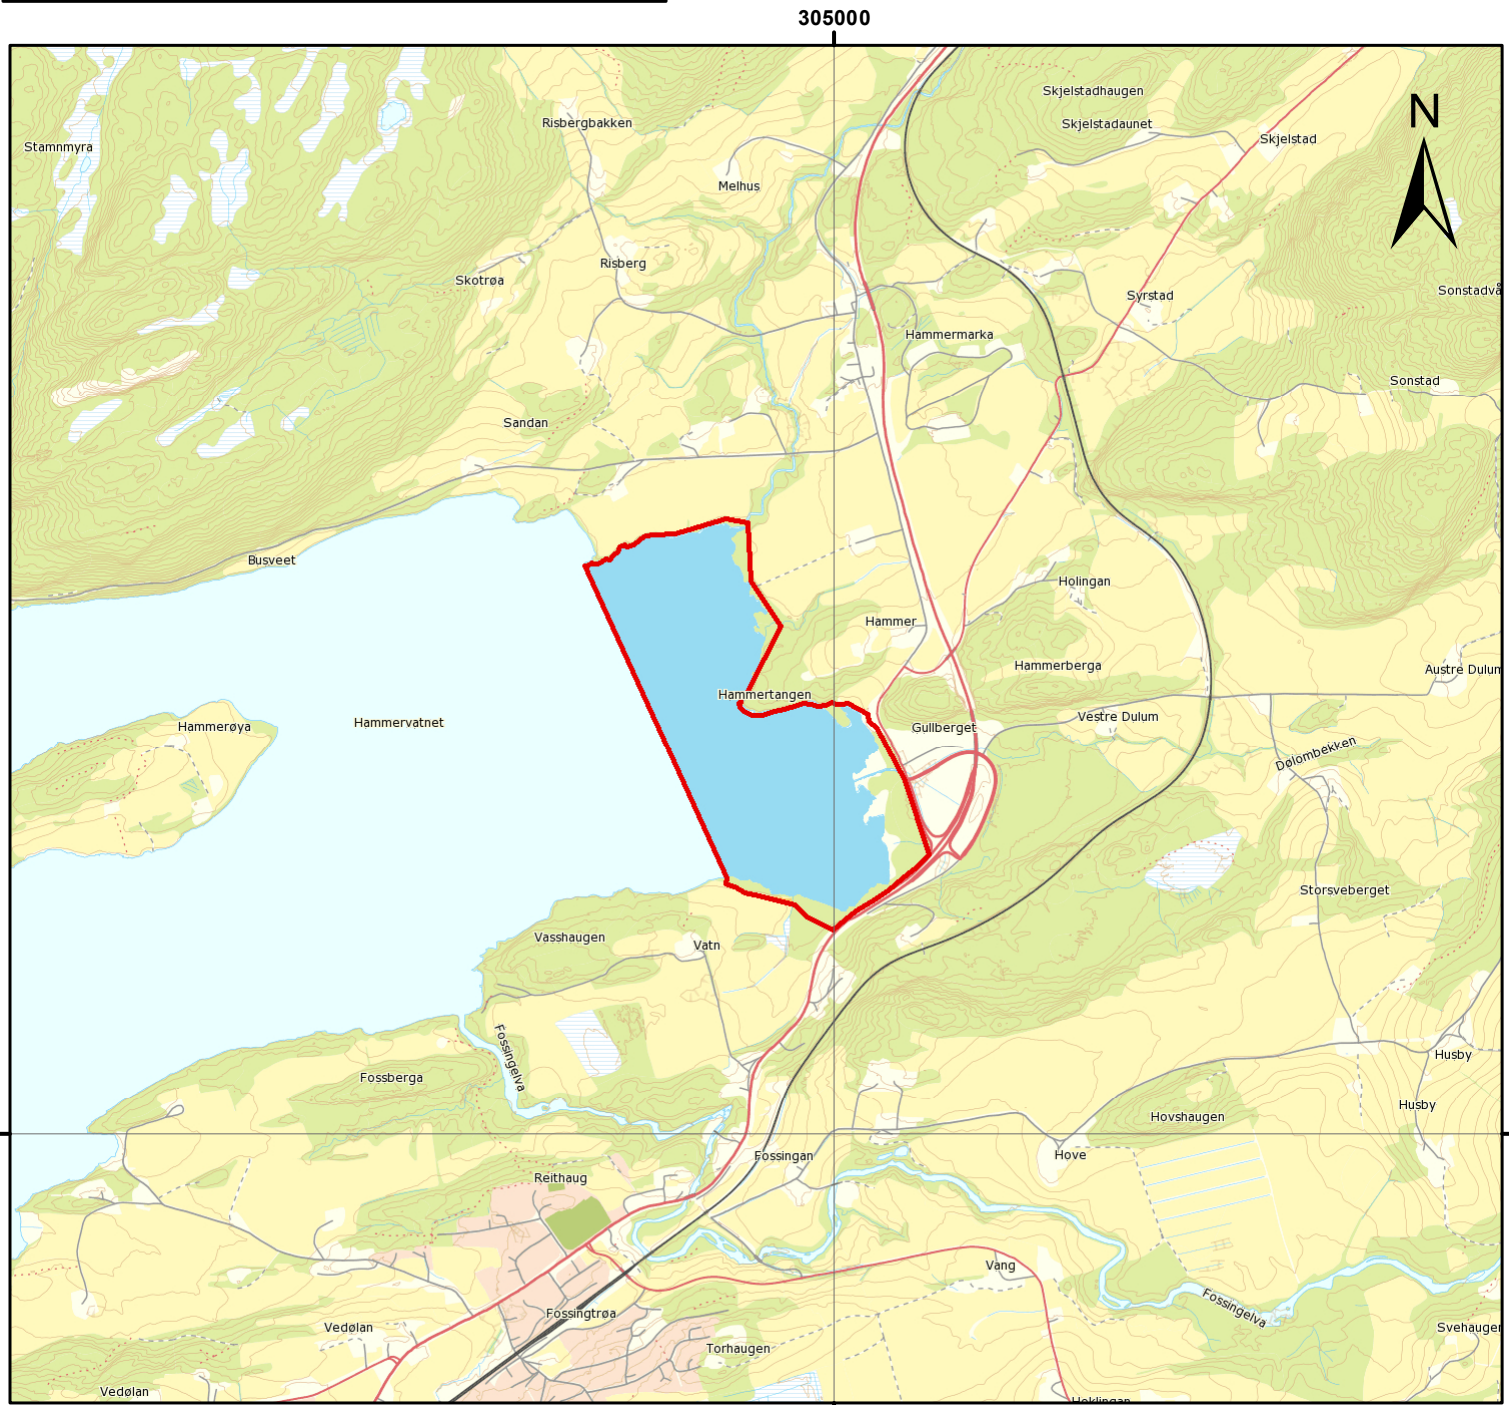 305000
Skjelstadhaugen
N
Risbergbakken
Skjelstadaunet
Skjelstad
Stamnmyra
Melhus
Risberg
Skotrøa
Sonstadvå
Syrstad
Hammermarka
Sonstad
Sandan
Busveet
Holingan
Hammer
Hammerberga
Austre Dulum
Hammertangen
Vestre Dulum
Hammervatnet
Hammerøya
Gullberget
Dølombekken
Storsveberget
Vasshaugen
Vatn
Fossingelva
Husby
Fossberga
Husby
Hovshaugen
Fossingan
Hove
Reithaug
Vang
Fossingelva
Fossingtrøa
Vedølan
Svehaugen
Torhaugen
Vedølan
Hoklingan